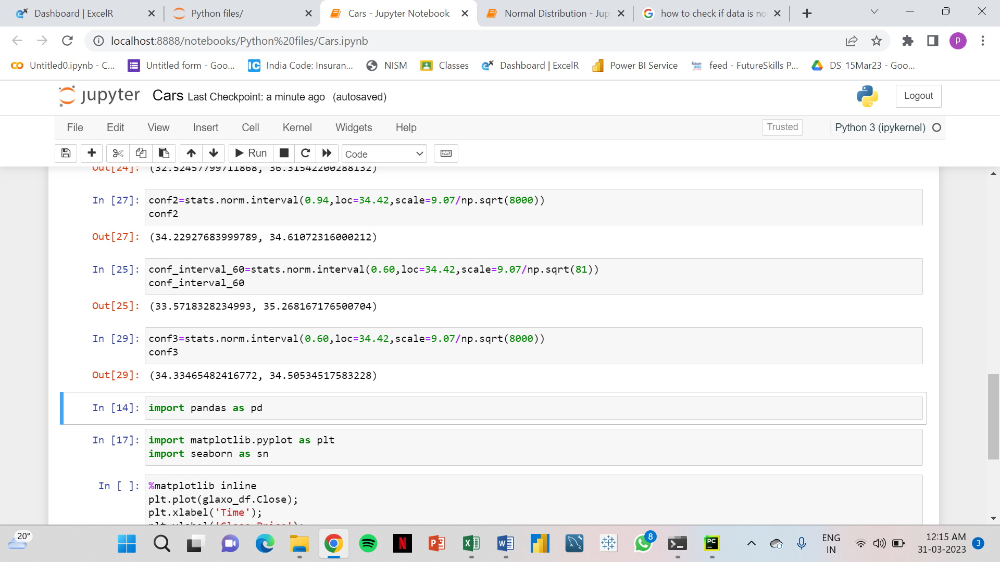 Dashboard | ExcelR
Python files/
Cars - Jupyter Notebook
Normal Distribution - Jup
how to check if data is no
localhost:8888/notebooks/Python%20files/Cars.ipynb
p
Untitled0.ipynb - C...
Untitled form - Goo...
India Code: Insuran...
NISM
Classes
Dashboard | ExcelR
Power BI Service
feed - FutureSkills P...
DS_15Mar23 - Goo...
jupyter Cars Last Checkpoint: a minute ago (autosaved)
Logout
File Edit View Insert Cell Kernel Widgets Help
Trusted
Python 3 (ipykernel)
Run
Code
Out[24]: (32.52457799711868, 36.31542200288132)
In [27]: conf2=stats.norm.interval(0.94,loc=34.42,scale=9.07/np.sqrt(8000))
conf2
Out[27]: (34.22927683999789, 34.61072316000212)
In [25]: conf_interval_60=stats.norm.interval(0.60,loc=34.42,scale=9.07/np.sqrt(81))
conf_interval_60
Out[25]: (33.5718328234993, 35.268167176500704)
In [29]: conf3=stats.norm.interval(0.60,loc=34.42,scale=9.07/np.sqrt(8000))
conf3
Out[29]: (34.33465482416772, 34.50534517583228)
In [14]: import pandas as pd
In [17]: import matplotlib.pyplot as plt
import seaborn as sn
In [ ]: %matplotlib inline
plt.plot(glaxo_df.Close);
plt.xlabel('Time');
20°
8
ENG
IN
12:15 AM
31-03-2023
3